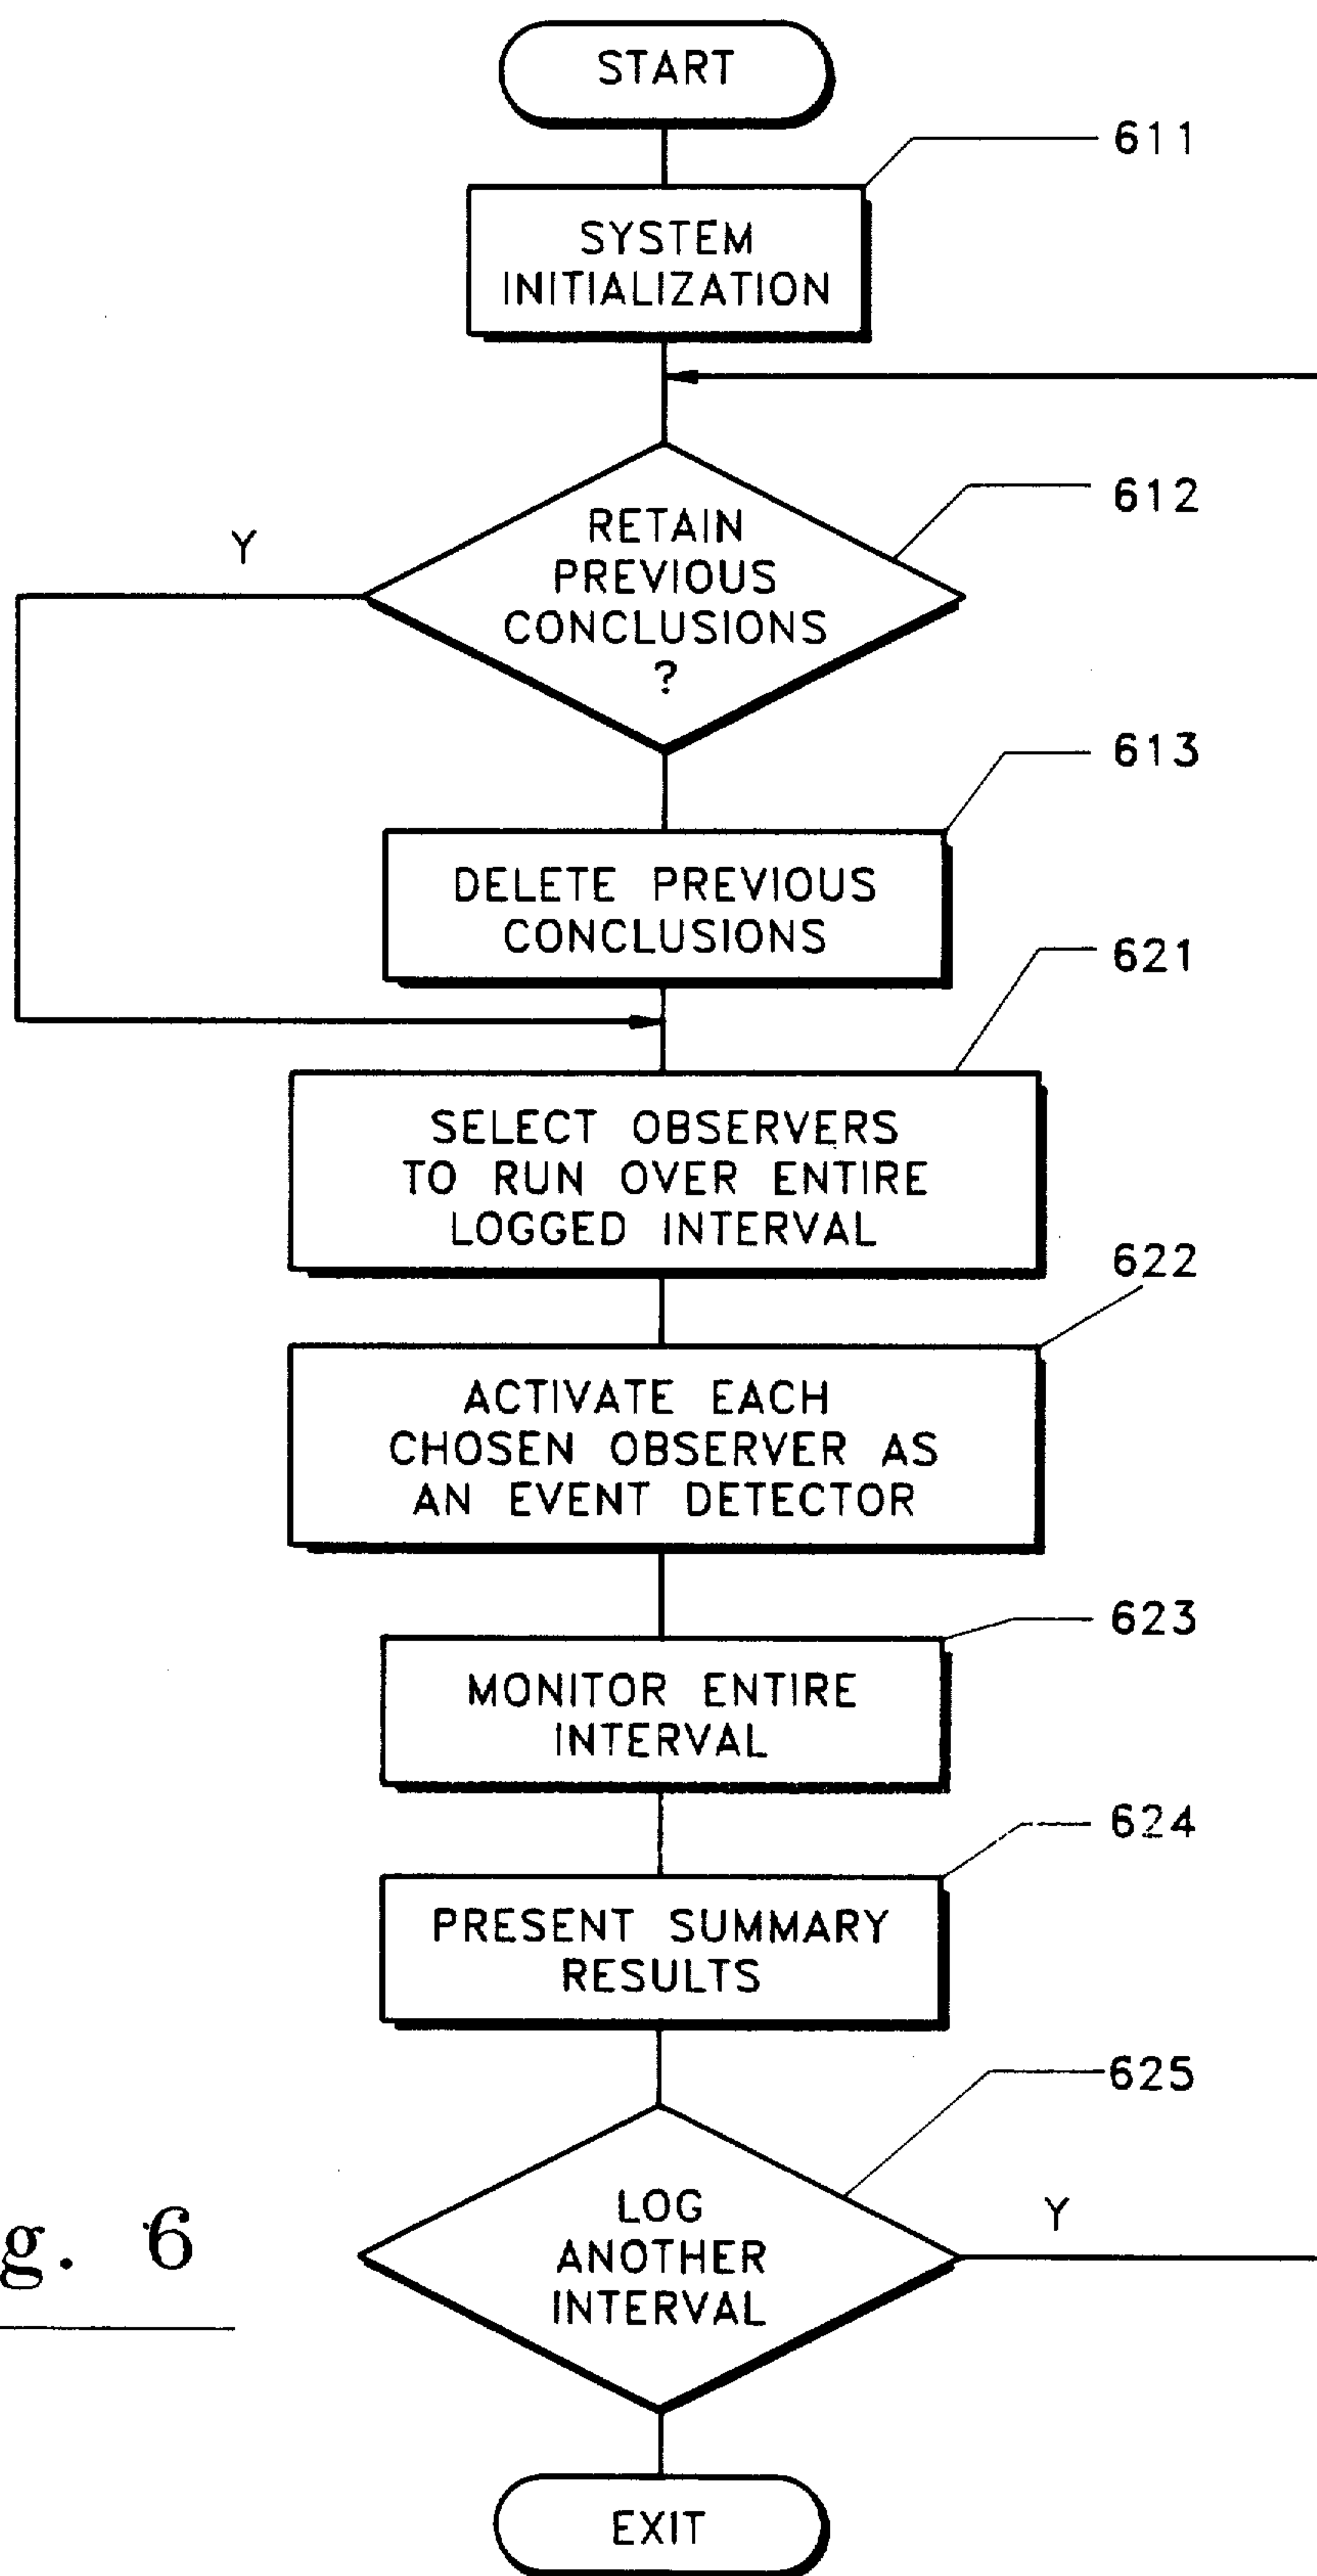 START
611
SYSTEM
INITIALIZATION
612
RETAIN
PREVIOUS
CONCLUSIONS
?
Y
613
DELETE PREVIOUS
CONCLUSIONS
621
SELECT OBSERVERS
TO RUN OVER ENTIRE
LOGGED INTERVAL
622
ACTIVATE EACH
CHOSEN OBSERVER AS
AN EVENT DETECTOR
623
MONITOR ENTIRE
INTERVAL
624
PRESENT SUMMARY
RESULTS
625
LOG
ANOTHER
INTERVAL
Y
g. 6
EXIT